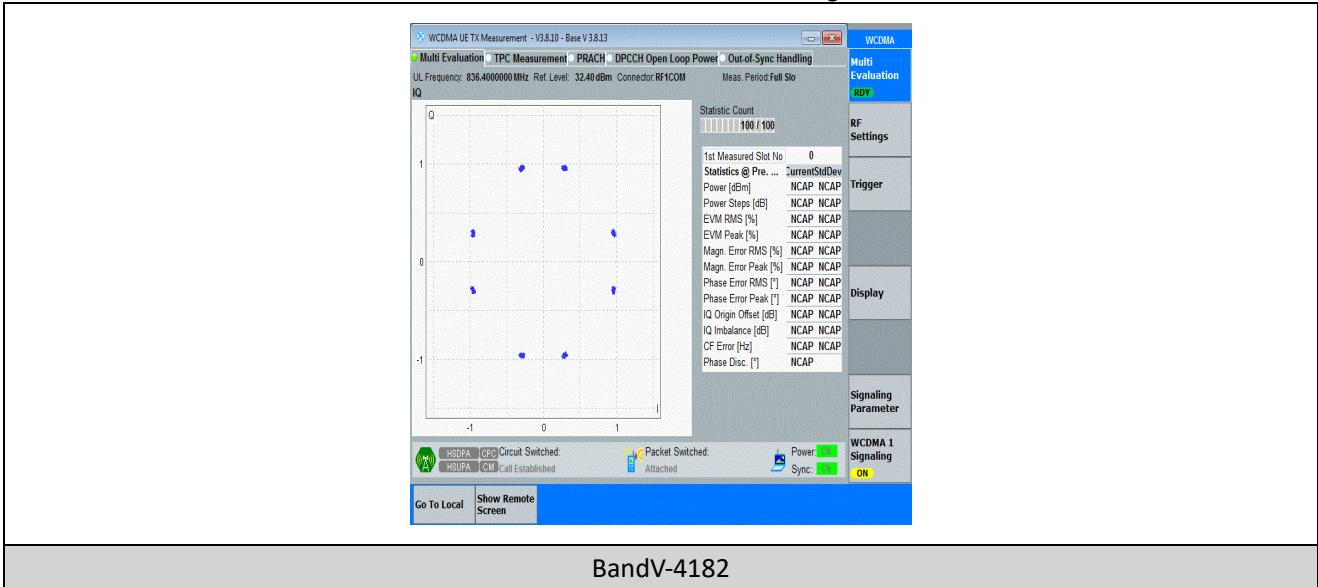 WCDMA UE TX Measurement - V3.8.10 - Base V 3.8.13
WCDMA
Multi Evaluation TPC Measurement PRACH DPCCH Open Loop Power Out-of-Sync Handling
Multi
Evaluation
RDY
UL Frequency: 836.4000000 MHz Ref. Level: 32.40 dBm Connector: RF1COM Meas. Period: Full Slo
IQ
Q
1
0
-1
-1 0 1
I
Statistic Count
100 / 100
1st Measured Slot No 0
Statistics @ Pre. ... CurrentStdDev
Power [dBm] NCAP NCAP
Power Steps [dB] NCAP NCAP
EVM RMS [%] NCAP NCAP
EVM Peak [%] NCAP NCAP
Magn. Error RMS [%] NCAP NCAP
Magn. Error Peak [%] NCAP NCAP
Phase Error RMS [°] NCAP NCAP
Phase Error Peak [°] NCAP NCAP
IQ Origin Offset [dB] NCAP NCAP
IQ Imbalance [dB] NCAP NCAP
CF Error [Hz] NCAP NCAP
Phase Disc. [°] NCAP
RF
Settings
Trigger
Display
Signaling
Parameter
WCDMA 1
Signaling
ON
HSDPA CPC Circuit Switched: Packet Switched: Power: OK
HSUPA CM Call Established Attached Sync: OK
Go To Local
Show Remote
Screen
BandV-4182